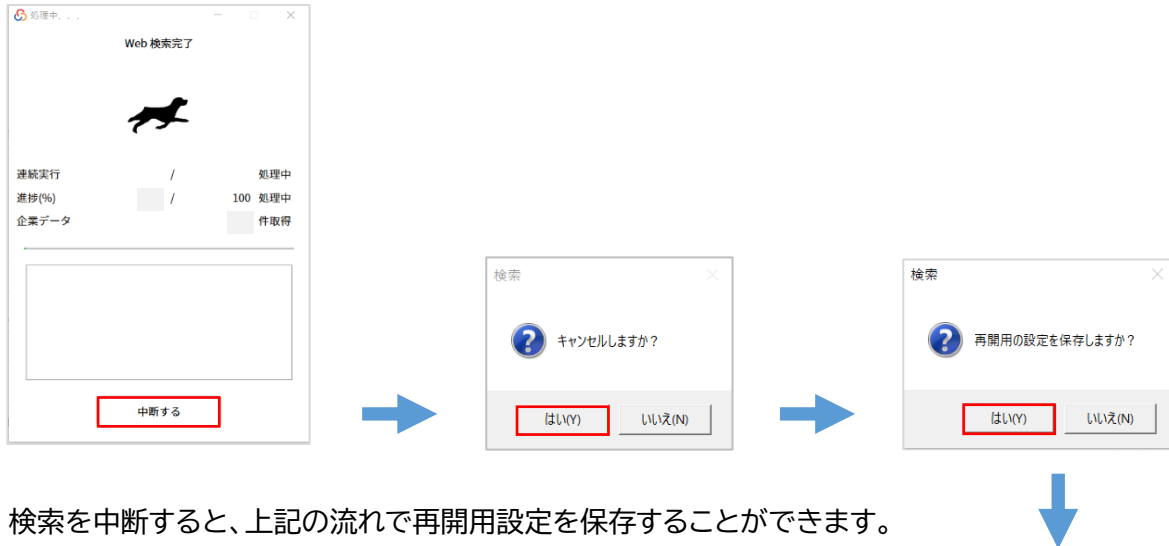 処理中. . .
Web 検索完了
連続実行 / 処理中
進捗(%) / 100 処理中
企業データ 件取得
中断する
検索
キャンセルしますか？
はい(Y) いいえ(N)
検索
再開用の設定を保存しますか？
はい(Y) いいえ(N)
検索を中断すると、上記の流れで再開用設定を保存することができます。